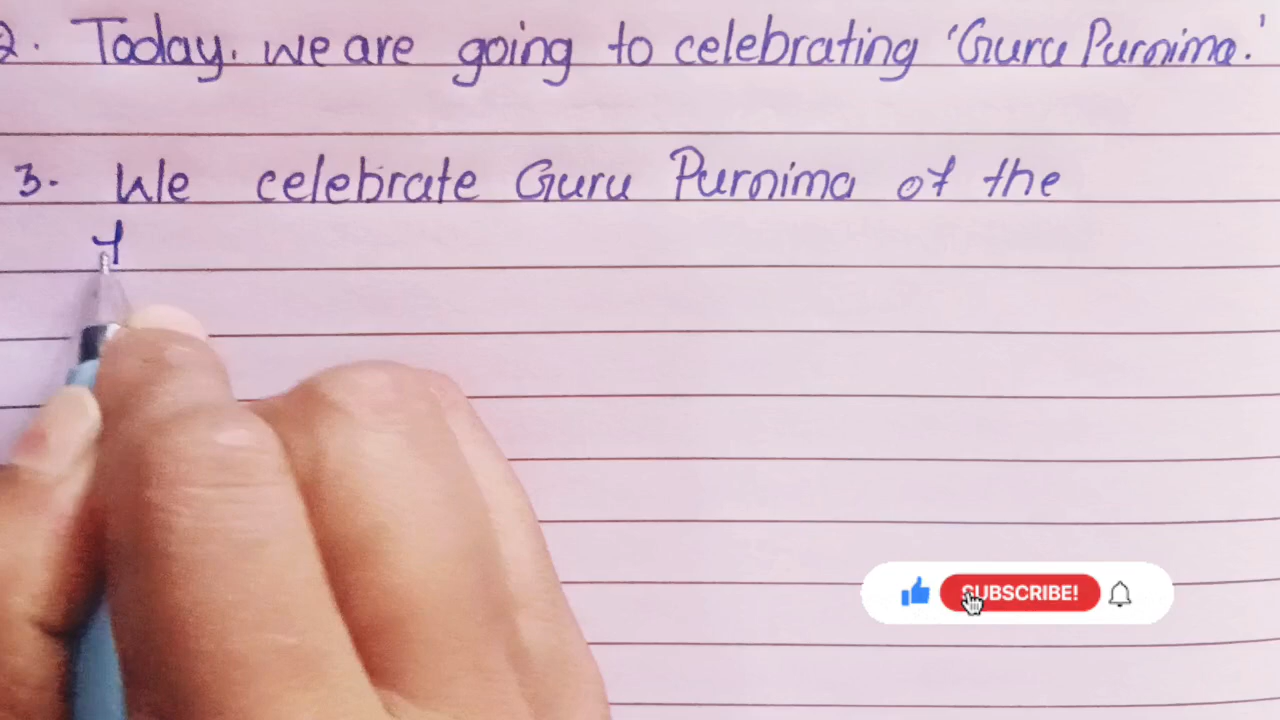 2. Today. we are going to celebrating 'Guru Purnima.'
3. We celebrate Guru Purnima of the
SUBSCRIBE!